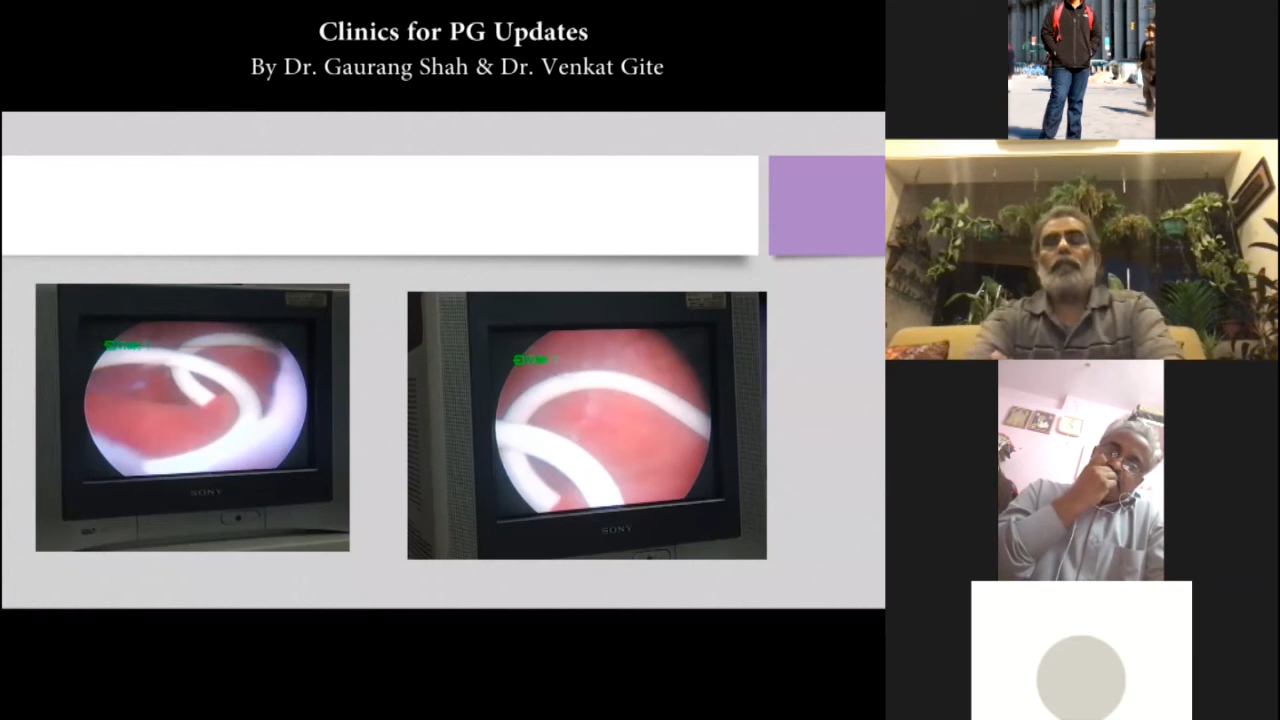 Clinics for PG Updates
By Dr. Gaurang Shah & Dr. Venkat Gite
SONY
SONY